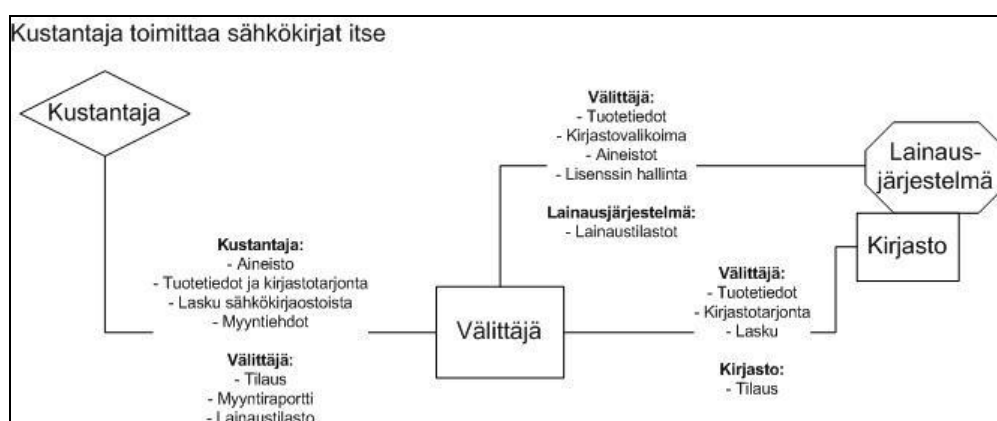 Kustantaja toimittaa sähkökirjat itse
Kustantaja
Välittäjä:
- Tuotetiedot
- Kirjastovalikoima
- Aineistot
- Lisenssin hallinta
Lainausjärjestelmä:
- Lainaustilastot
Lainaus-
järjestelmä
Kirjasto
Kustantaja:
- Aineisto
- Tuotetiedot ja kirjastotarjonta
- Lasku sähkökirjaostoista
- Myyntiehdot
Välittäjä:
- Tilaus
- Myyntiraportti
- Lainaustilasto
Välittäjä
Välittäjä:
- Tuotetiedot
- Kirjastotarjonta
- Lasku
Kirjasto:
- Tilaus